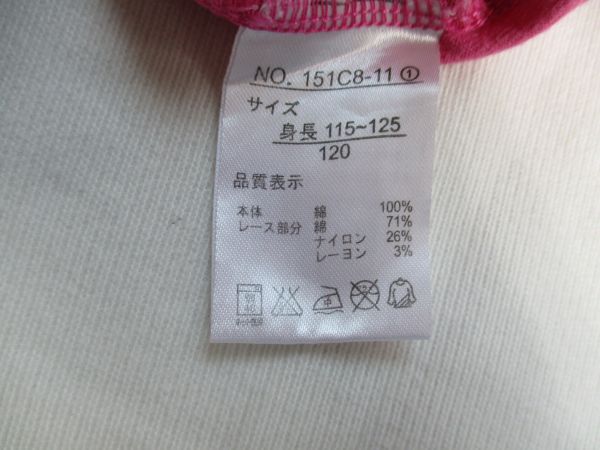 NO. 151C8-11 ①
サイズ
身長 115~125
120
品質表示
本体 綿 100%
レース部分 綿 71%
ナイロン 26%
レーヨン 3%
中